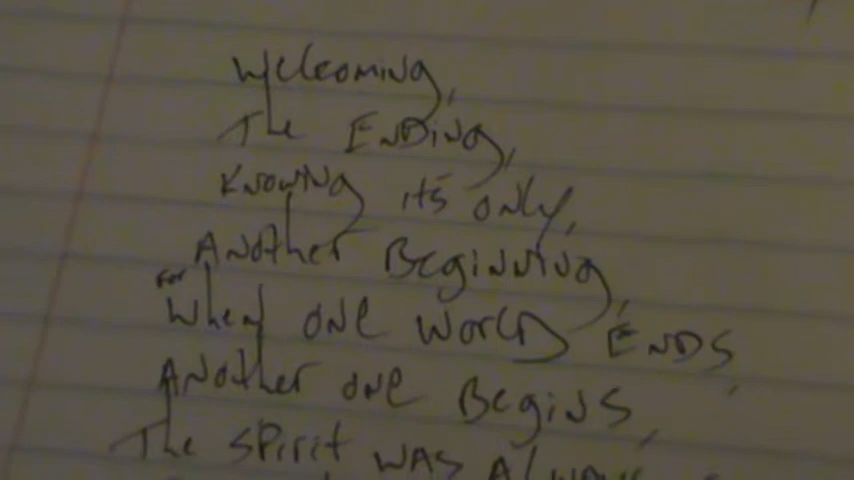 Welcoming,
The Ending,
Knowing its only,
Another Beginning,
For
When one world Ends,
Another one Begins,
The spirit was always